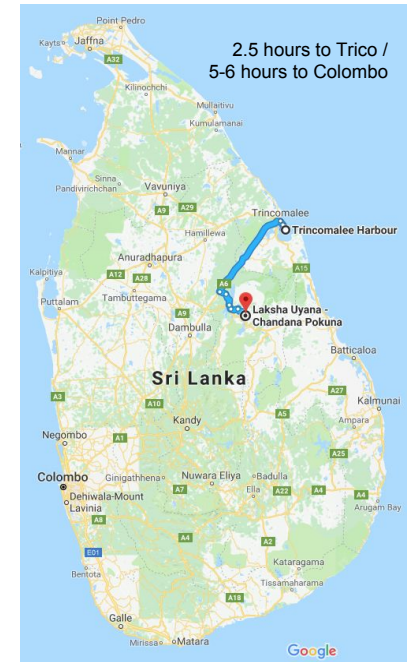 Point Pedro
Kayts
Jaffna
2.5 hours to Trico /
5-6 hours to Colombo
A32
Kilinochchi
Mullaitivu
Kumulamanai
Mannar
Sinna
Pandivirichchan
Vavuniya
A9
A29
Trincomalee
Hamillewa
Trincomalee Harbour
A15
Anuradhapura
Kalpitiya
A12
A28
A6
Puttalam
Tambuttegama
Laksha Uyana -
Chandana Pokuna
A9
Dambulla
Batticaloa
Sri Lanka
A27
A3
A10
Kalmunai
A5
Kandy
Ampara
Negombo
A1
A25
Colombo
Ginigathhena
Nuwara Eliya
Badulla
Dehiwala-Mount
Lavinia
A7
Ella
A22
A4
A4
Arugam Bay
A8
A4
A2
E01
Kataragama
Bentota
Tissamaharama
A18
Galle
Mirissa
Matara
Google